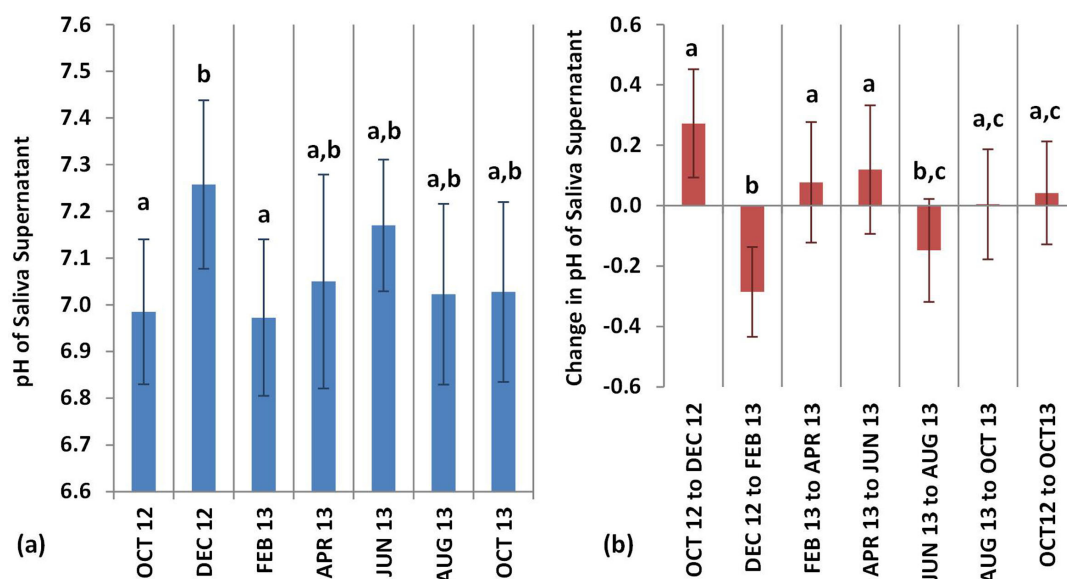 pH of Saliva Supernatant
7.6
7.5
7.4
7.3
7.2
7.1
7.0
6.9
6.8
6.7
6.6
a
b
a
a,b
a,b
a,b
a,b
OCT 12
DEC 12
FEB 13
APR 13
JUN 13
AUG 13
OCT 13
(a)
Change in pH of Saliva Supernatant
0.6
0.4
0.2
0.0
-0.2
-0.4
-0.6
a
b
a
a
b,c
a,c
a,c
OCT 12 to DEC 12
DEC 12 to FEB 13
FEB 13 to APR 13
APR 13 to JUN 13
JUN 13 to AUG 13
AUG 13 to OCT 13
OCT12 to OCT13
(b)